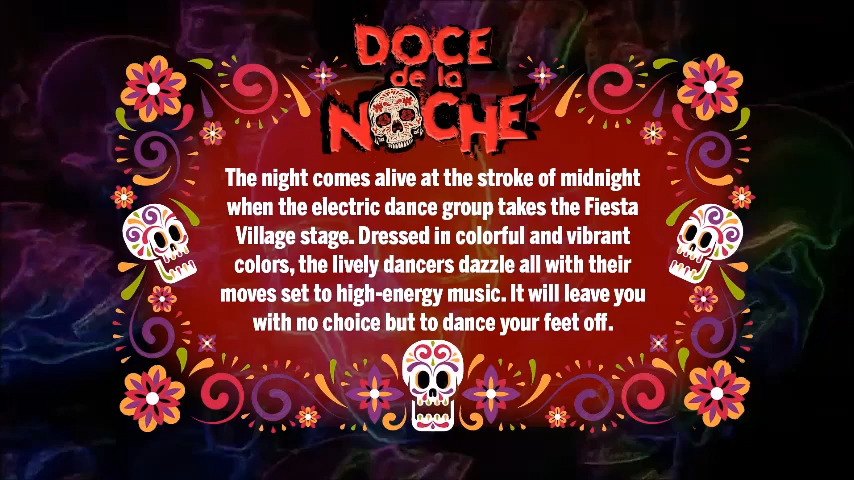 DOCE
de la
NOCHE
The night comes alive at the stroke of midnight
when the electric dance group takes the Fiesta
Village stage. Dressed in colorful and vibrant
colors, the lively dancers dazzle all with their
moves set to high-energy music. It will leave you
with no choice but to dance your feet off.